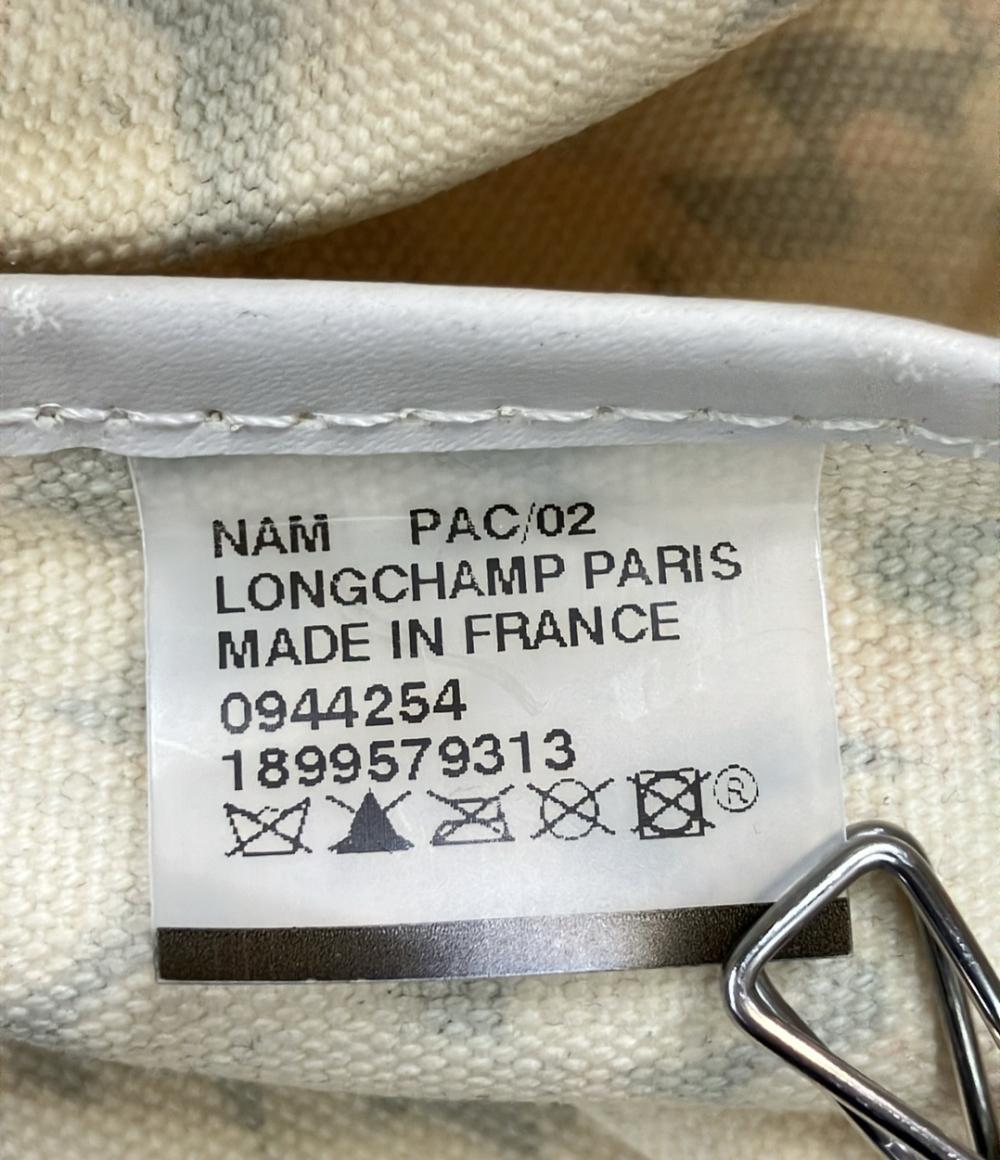 NAM PAC/02
LONGCHAMP PARIS
MADE IN FRANCE
0944254
1899579313
®